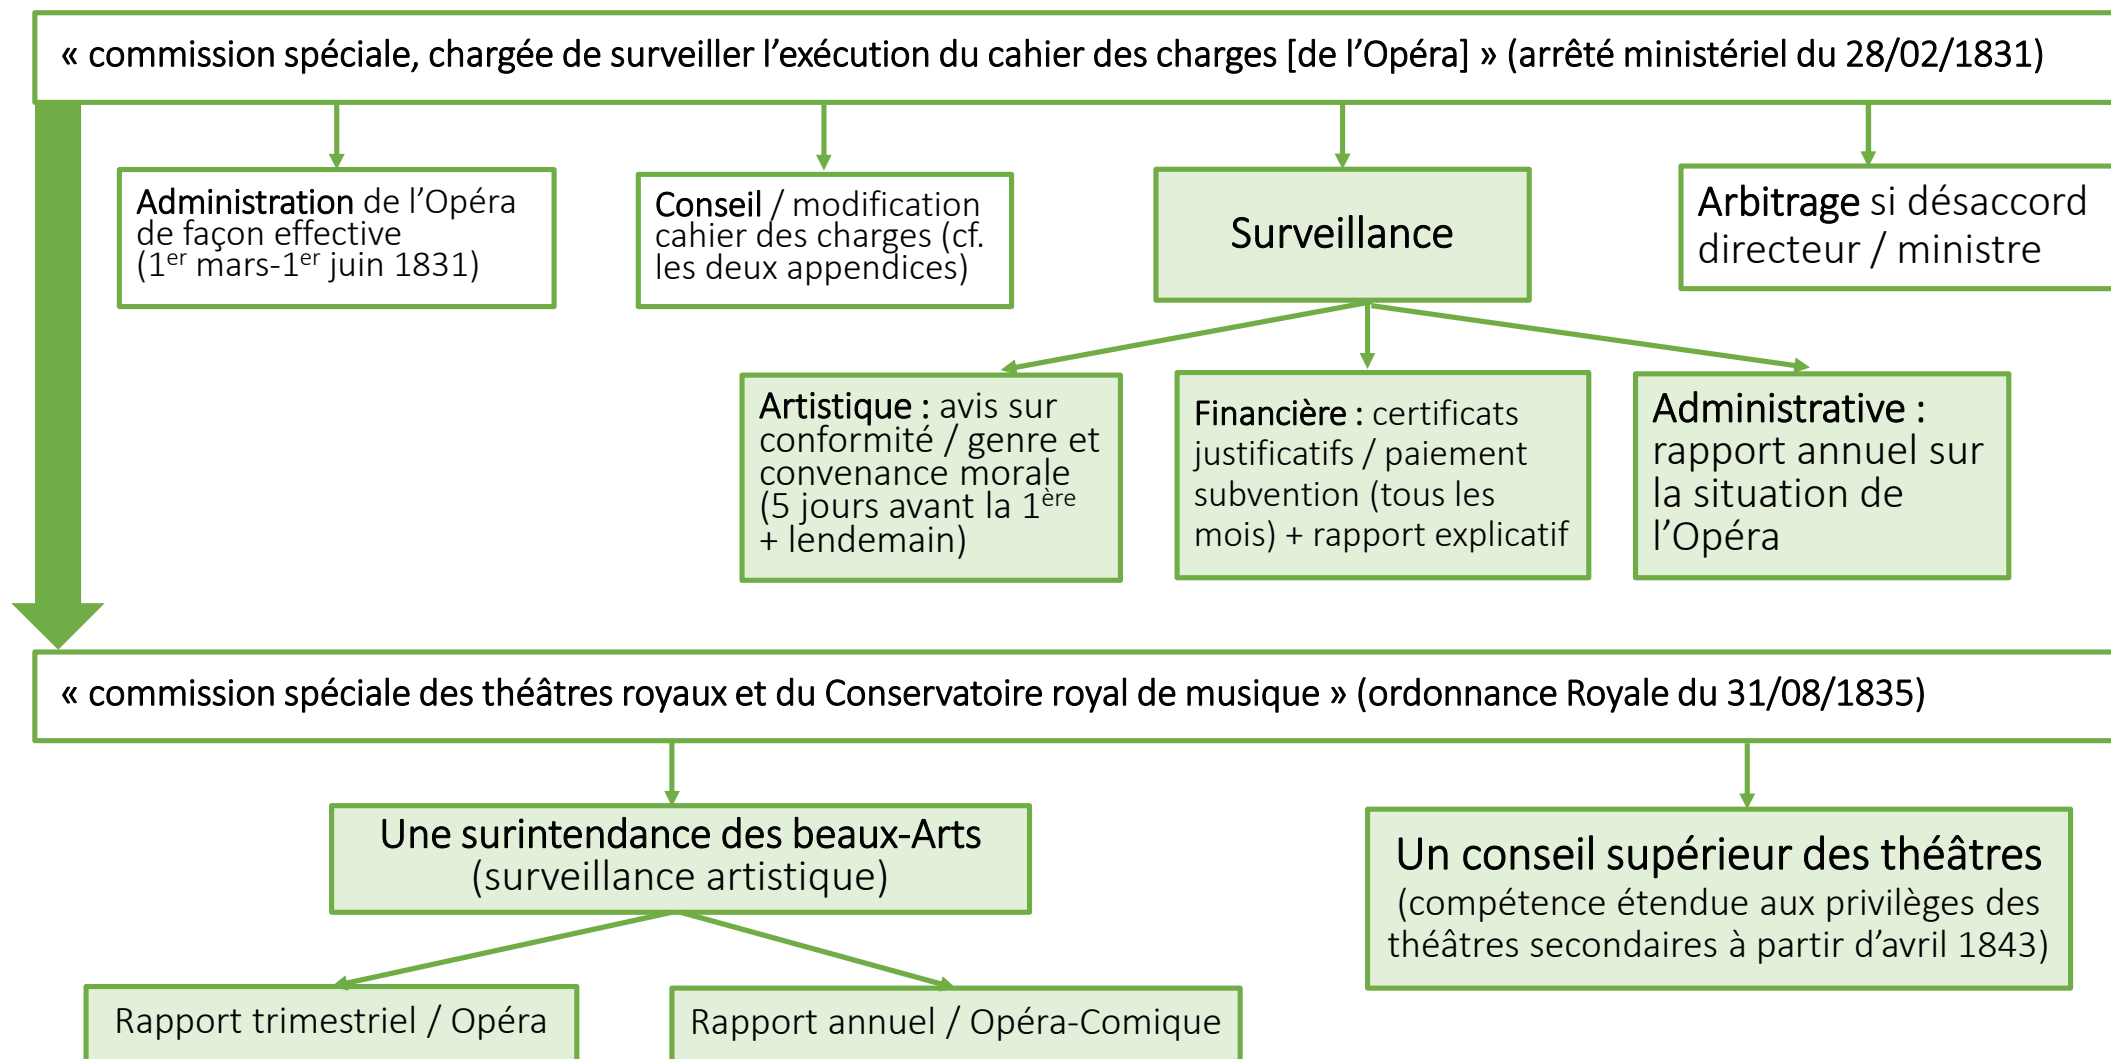 « commission spéciale, chargée de surveiller l’exécution du cahier des charges [de l’Opéra] » (arrêté ministériel du 28/02/1831)
Administration de l’Opéra
de façon effective
(1er mars-1er juin 1831)
Conseil / modification
cahier des charges (cf.
les deux appendices)
Surveillance
Arbitrage si désaccord
directeur / ministre
Artistique : avis sur
conformité / genre et
convenance morale
(5 jours avant la 1ère
+ lendemain)
Financière : certificats
justificatifs / paiement
subvention (tous les
mois) + rapport explicatif
Administrative :
rapport annuel sur
la situation de
l’Opéra
« commission spéciale des théâtres royaux et du Conservatoire royal de musique » (ordonnance Royale du 31/08/1835)
Une surintendance des beaux-Arts
(surveillance artistique)
Un conseil supérieur des théâtres
(compétence étendue aux privilèges des
théâtres secondaires à partir d’avril 1843)
Rapport trimestriel / Opéra
Rapport annuel / Opéra-Comique